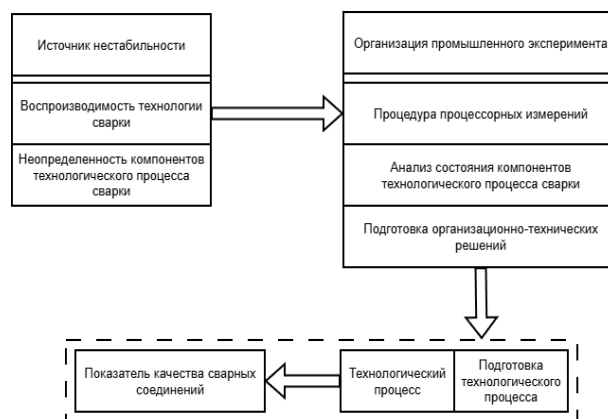 Источник нестабильности
Воспроизводимость технологии
сварки
Неопределенность компонентов
технологического процесса
сварки
Организация промышленного эксперимента
Процедура процессорных измерений
Анализ состояния компонентов
технологического процесса сварки
Подготовка организационно-технических
решений
Показатель качества сварных
соединений
Технологический
процесс
Подготовка
технологического
процесса